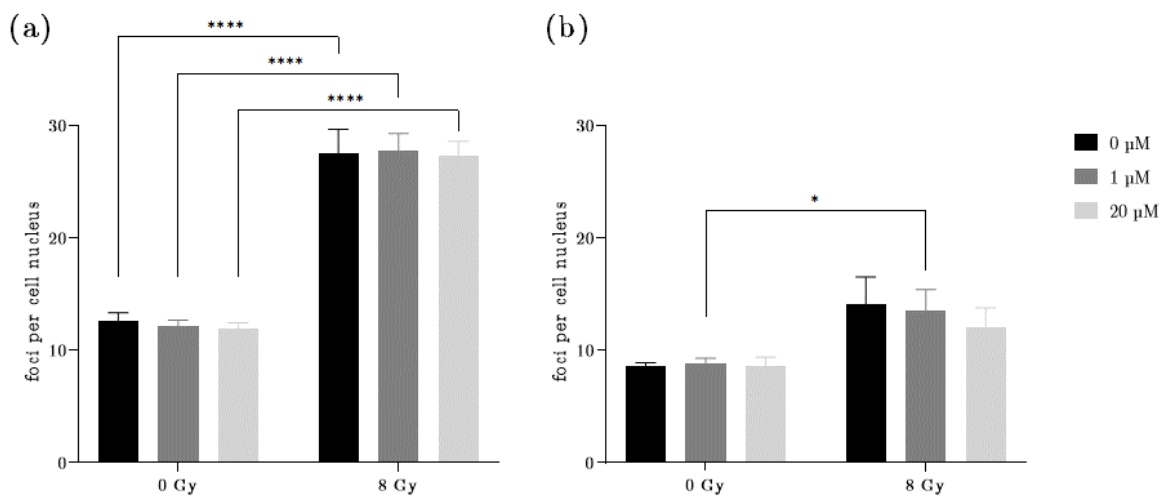 (a)
****
****
****
30
20
10
0
foci per cell nucleus
0 Gy
8 Gy
(b)
*
30
20
10
0
foci per cell nucleus
0 Gy
8 Gy
0 µM
1 µM
20 µM